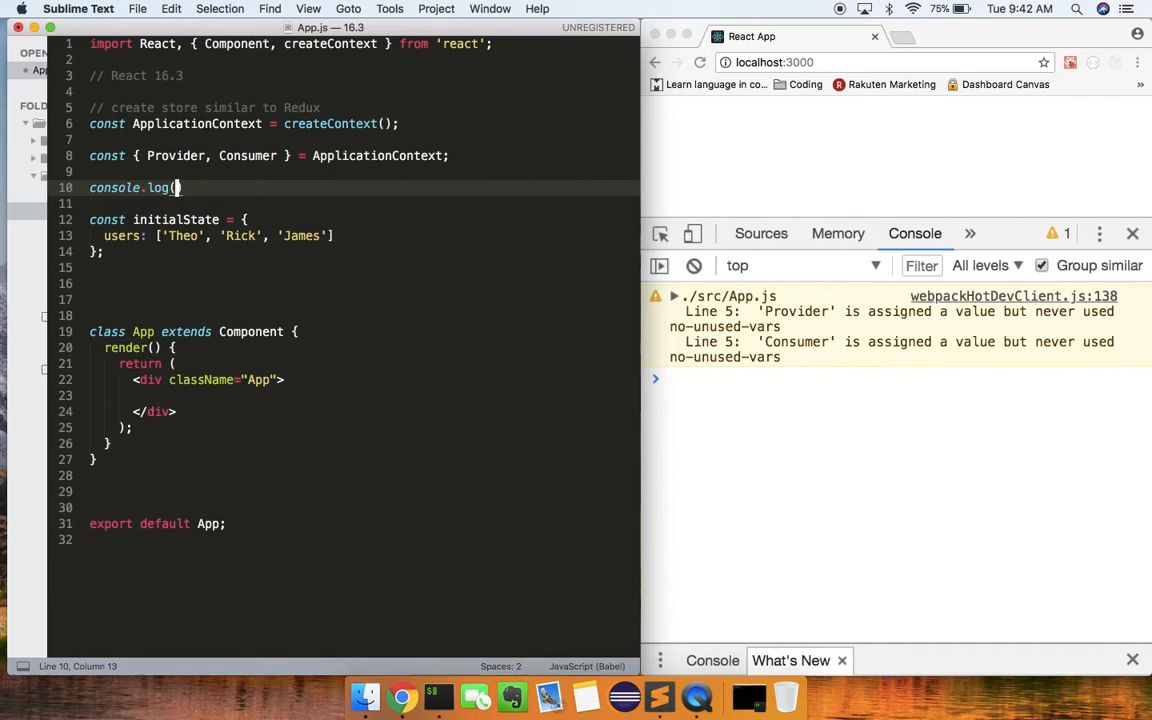 Sublime Text File Edit Selection Find View Goto Tools Project Window Help 75% Tue 9:42 AM
App.js — 16.3 UNREGISTERED
OPEN
App
FOLD
1 import React, { Component, createContext } from 'react';
2
3 // React 16.3
4
5 // create store similar to Redux
6 const ApplicationContext = createContext();
7
8 const { Provider, Consumer } = ApplicationContext;
9
10 console.log()
11
12 const initialState = {
13 users: ['Theo', 'Rick', 'James']
14 };
15
16
17
18
19 class App extends Component {
20 render() {
21 return (
22 <div className="App">
23
24 </div>
25 );
26 }
27 }
28
29
30
31 export default App;
32
Line 10, Column 13 Spaces: 2 JavaScript (Babel)
React App
localhost:3000
Learn language in co... Coding Rakuten Marketing Dashboard Canvas »
Sources Memory Console » 1
top Filter All levels Group similar
./src/App.js webpackHotDevClient.js:138
Line 5: 'Provider' is assigned a value but never used
no-unused-vars
Line 5: 'Consumer' is assigned a value but never used
no-unused-vars
Console What's New